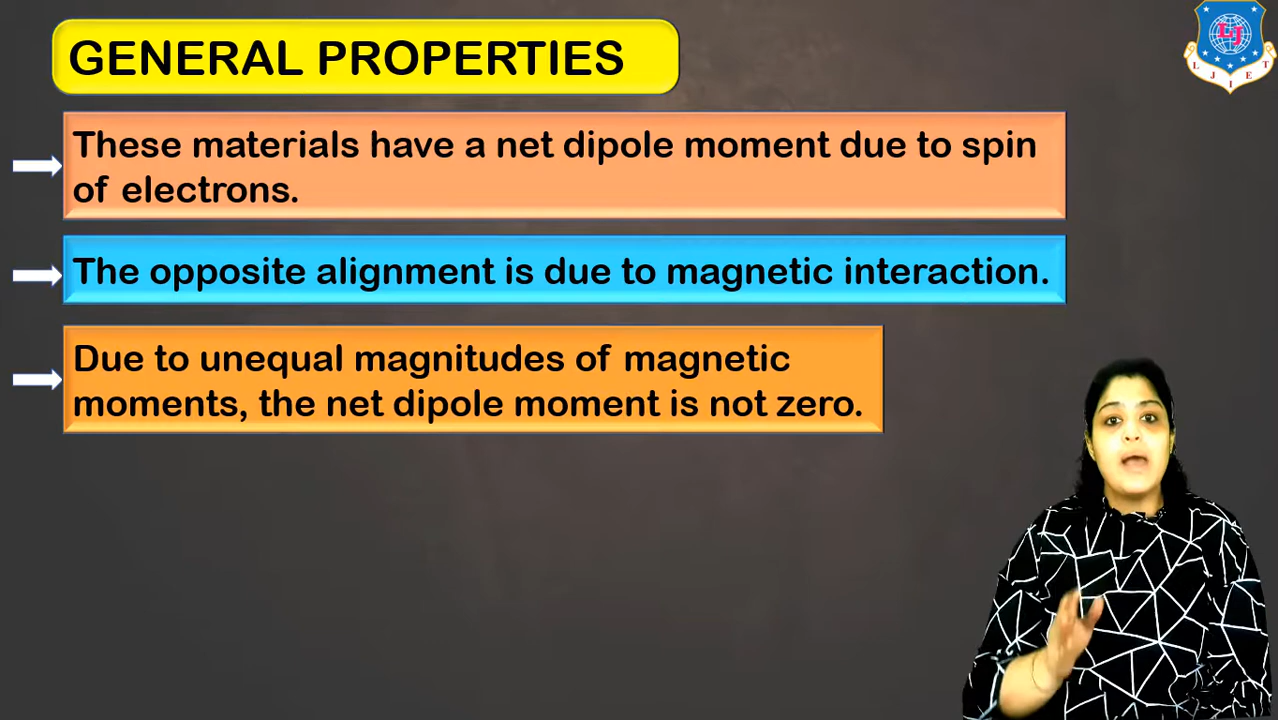 GENERAL PROPERTIES
These materials have a net dipole moment due to spin
of electrons.
The opposite alignment is due to magnetic interaction.
Due to unequal magnitudes of magnetic
moments, the net dipole moment is not zero.
LJ
L J I E T